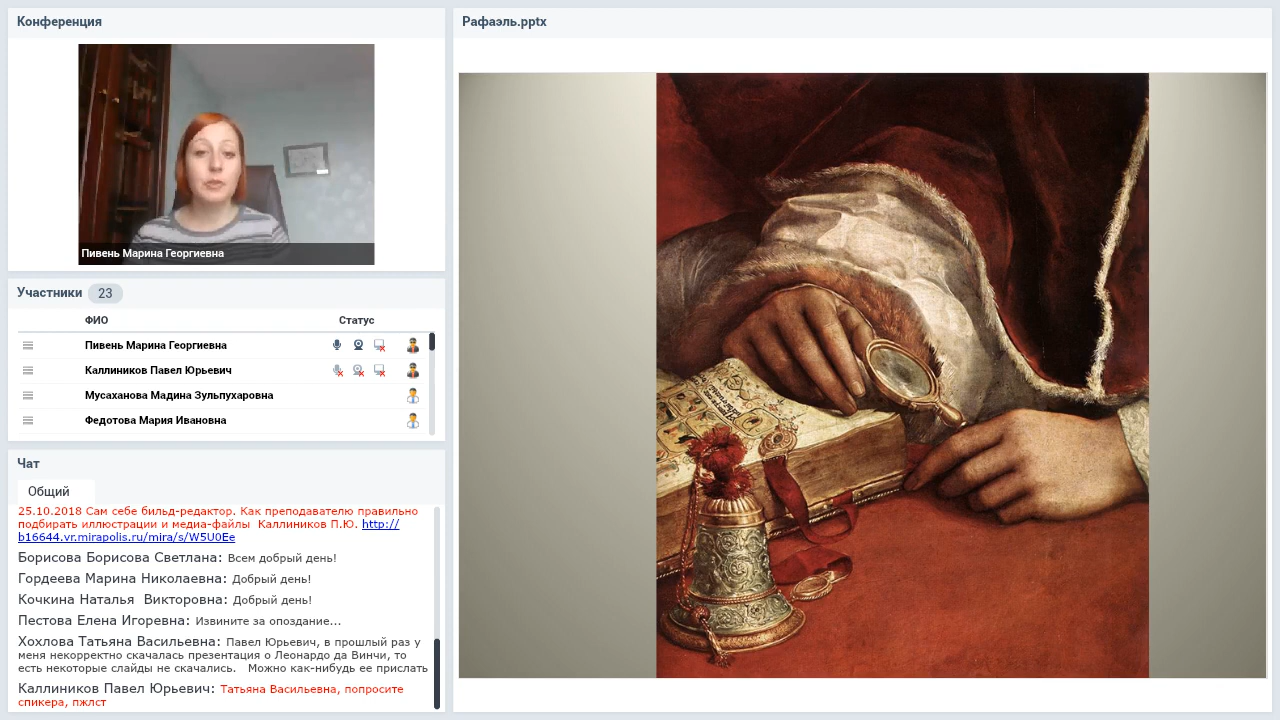 Конференция
Пивень Марина Георгиевна
Участники 23
ФИО Статус
Пивень Марина Георгиевна
Каллиников Павел Юрьевич
Мусаханова Мадина Зульпухаровна
Федотова Мария Ивановна
Чат
Общий
25.10.2018 Сам себе бильд-редактор. Как преподавателю правильно
подбирать иллюстрации и медиа-файлы Каллиников П.Ю. http://
b16644.vr.mirapolis.ru/mira/s/W5U0Ee
Борисова Борисова Светлана: Всем добрый день!
Гордеева Марина Николаевна: Добрый день!
Кочкина Наталья Викторовна: Добрый день!
Пестова Елена Игоревна: Извините за опоздание...
Хохлова Татьяна Васильевна: Павел Юрьевич, в прошлый раз у
меня некорректно скачалась презентация о Леонардо да Винчи, то
есть некоторые слайды не скачались. Можно как-нибудь ее прислать
Каллиников Павел Юрьевич: Татьяна Васильевна, попросите
спикера, пжлст
Рафаэль.pptx